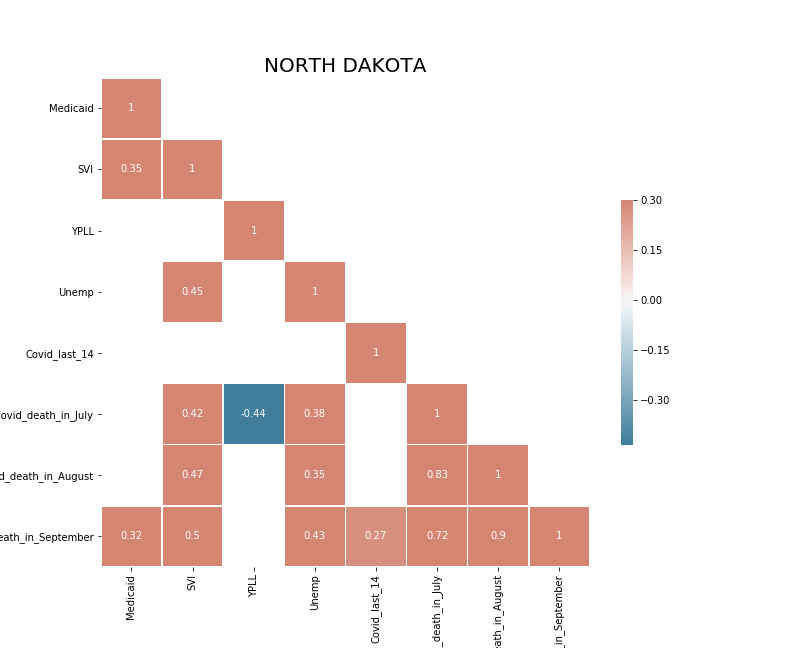 NORTH DAKOTA
Medicaid 1
SVI 0.35 1
YPLL 1
Unemp 0.45 1
Covid_last_14 1
ovid_death_in_July 0.42 -0.44 0.38 1
d_death_in_August 0.47 0.35 0.83 1
eath_in_September 0.32 0.5 0.43 0.27 0.72 0.9 1
Medicaid
SVI
YPLL
Unemp
Covid_last_14
_death_in_July
eath_in_August
_in_September
0.30
0.15
0.00
−0.15
−0.30